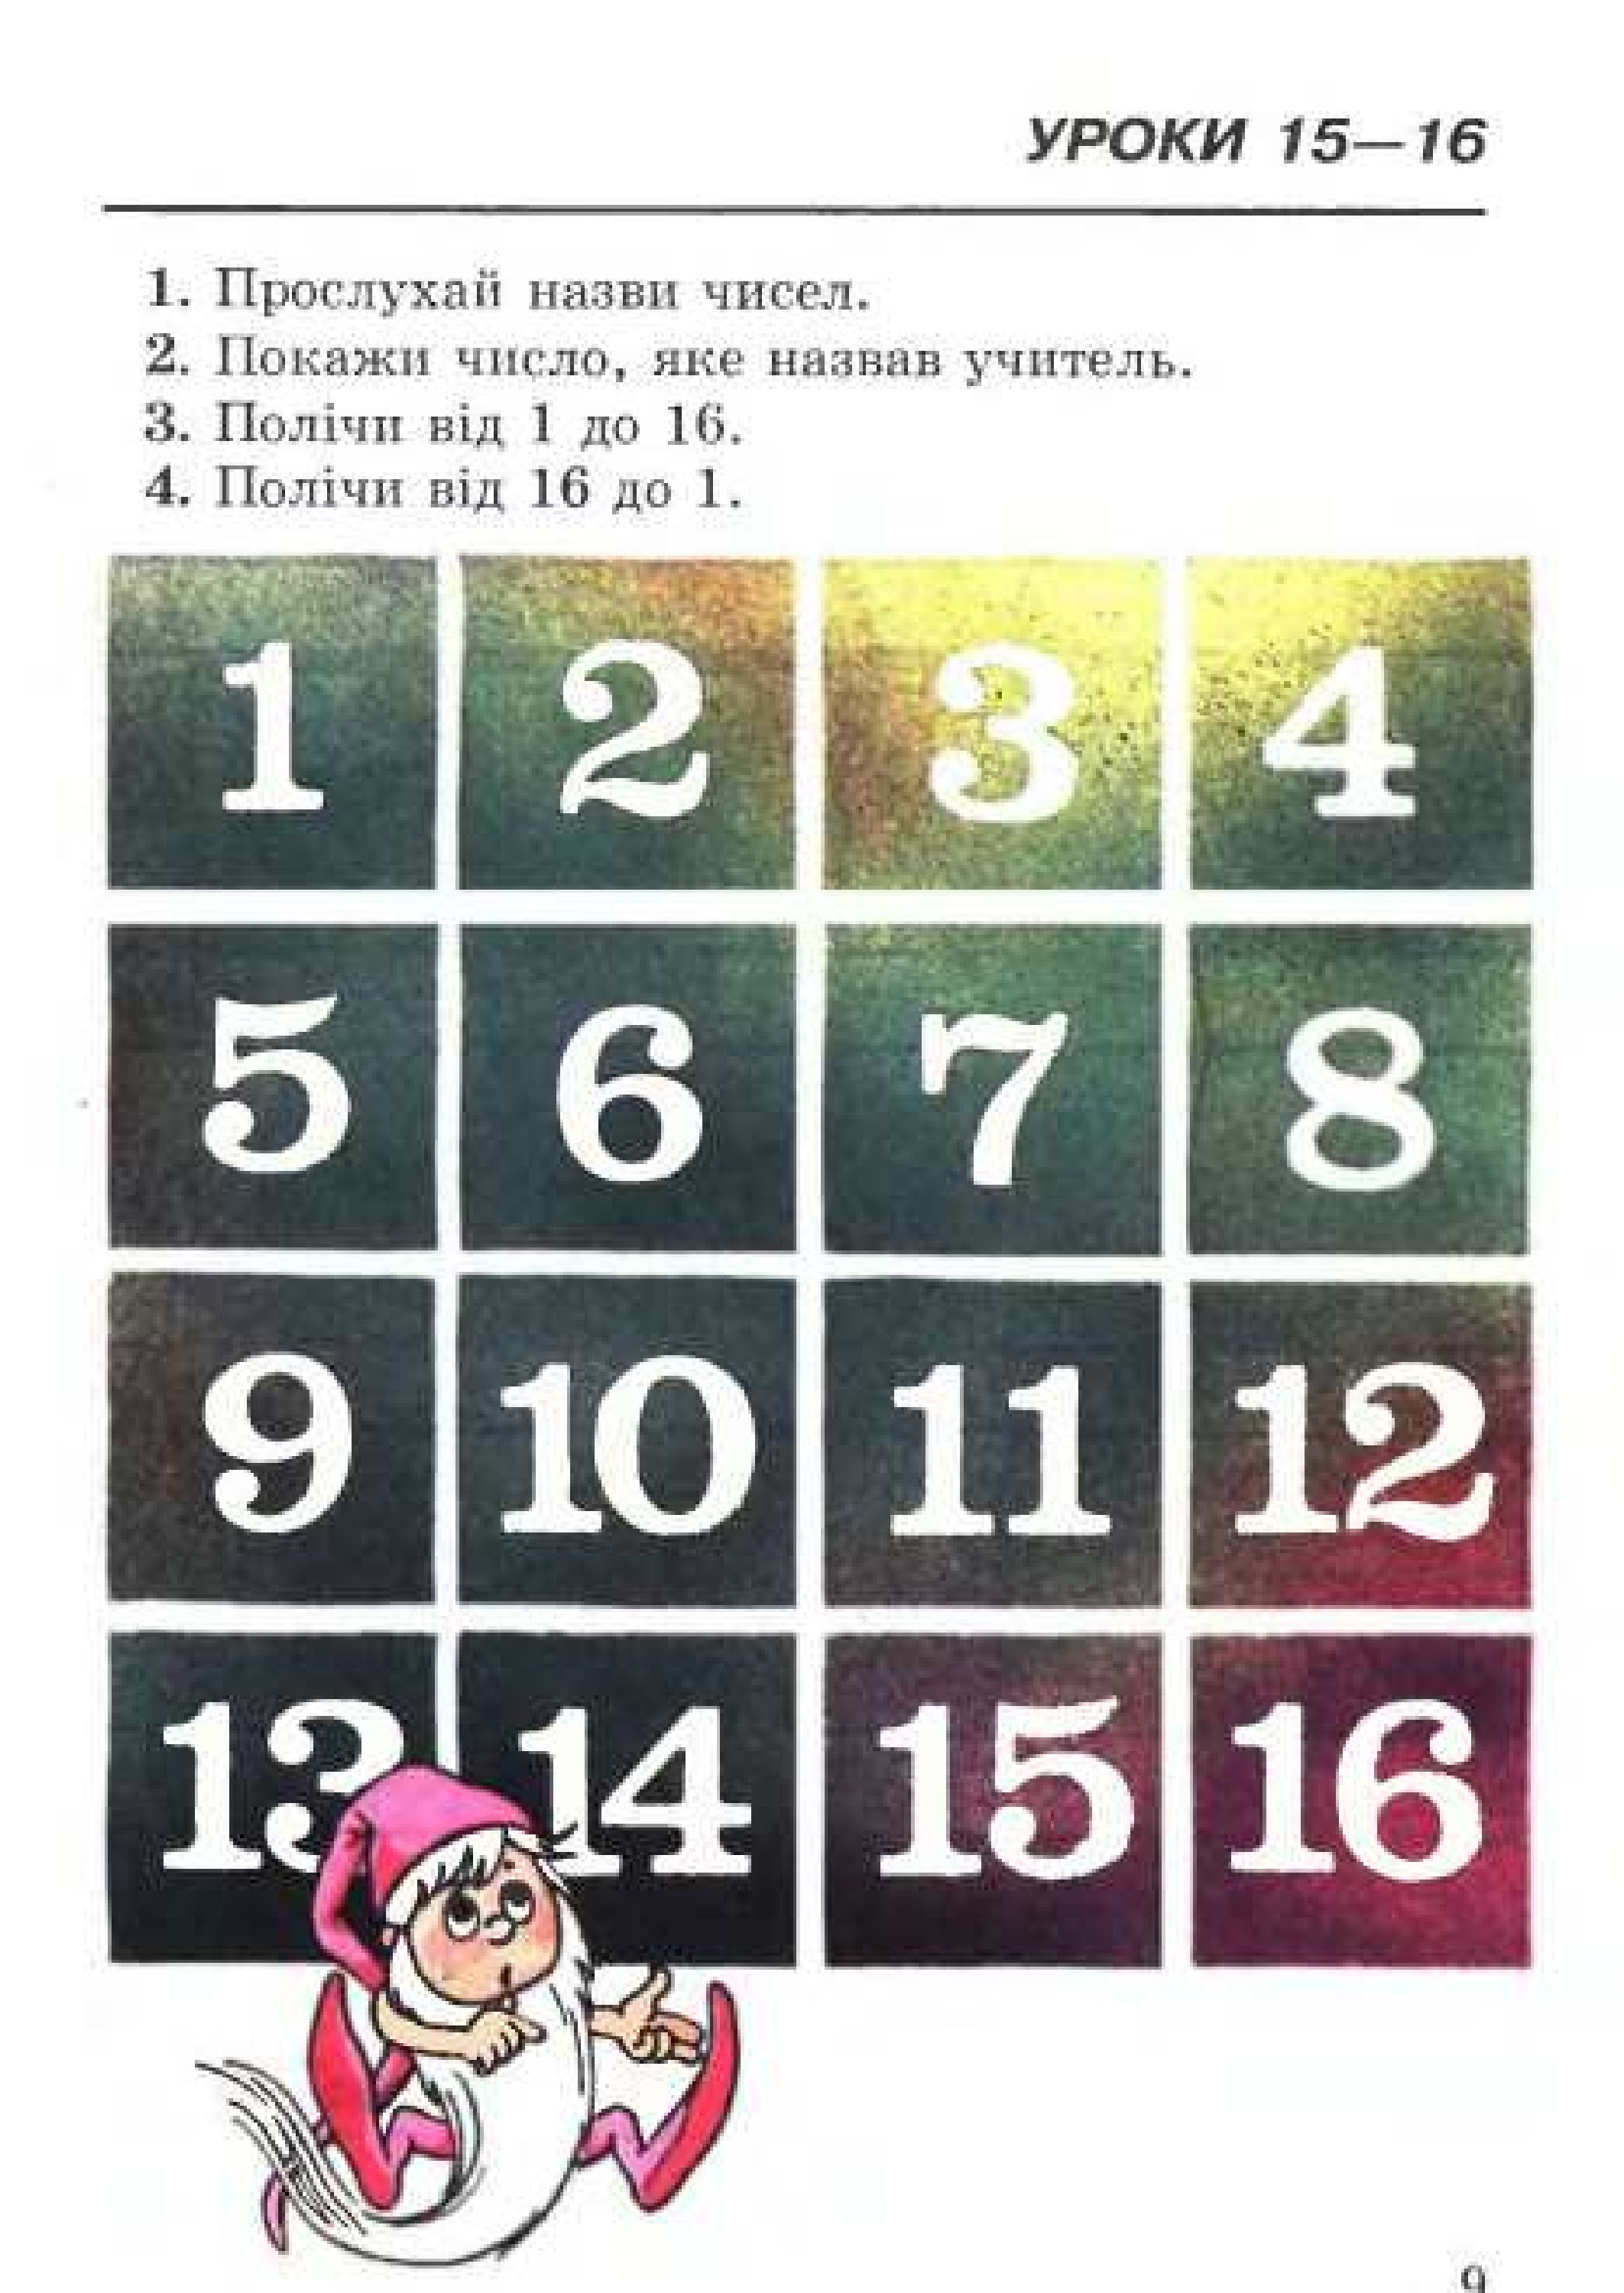 УРОКИ 15—16
1. Прослухай назви чисел.
2. Покажи число, яке назвав учитель.
3. Полічи від 1 до 16.
4. Полічи від 16 до 1.
1 2 3 4
5 6 7 8
9 10 11 12
13 14 15 16
9